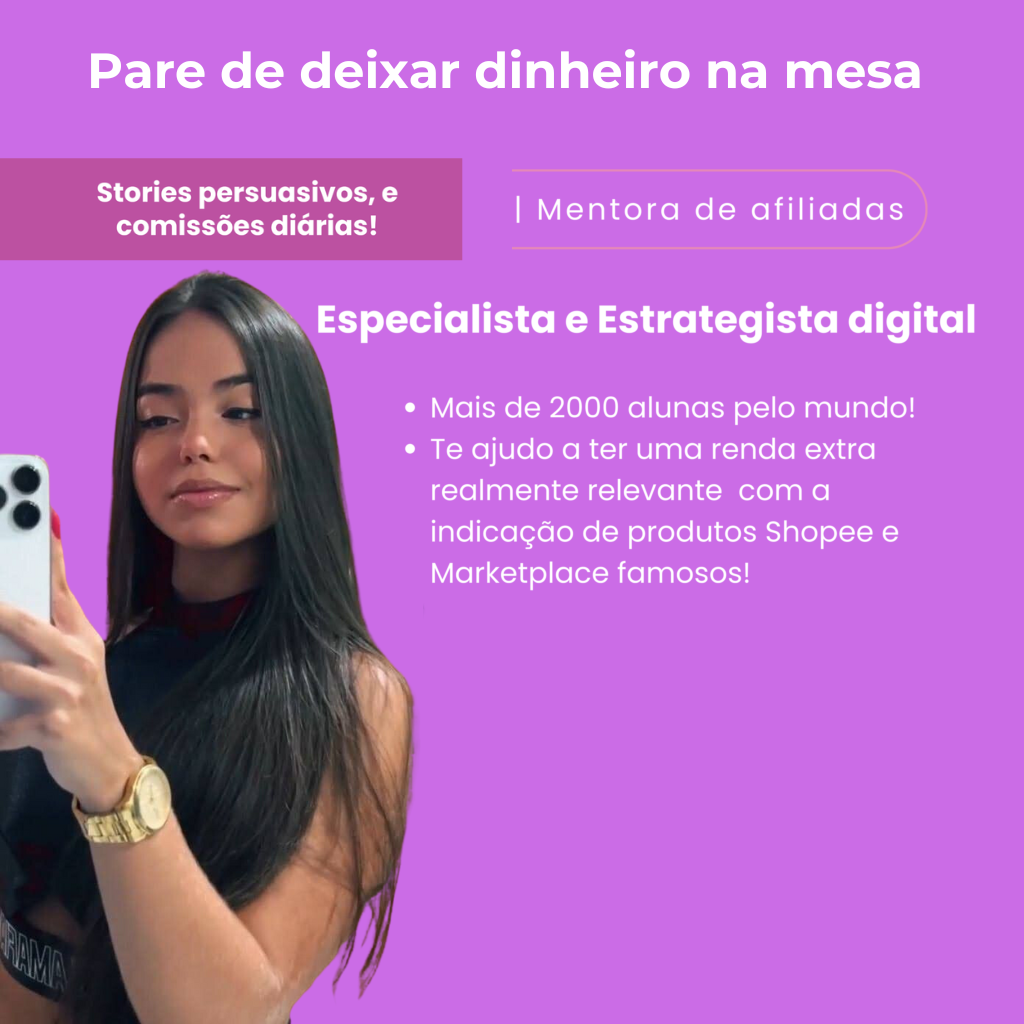 Pare de deixar dinheiro na mesa
Stories persuasivos, e
comissões diárias!
| Mentora de afiliadas
Especialista e Estrategista digital
• Mais de 2000 alunas pelo mundo!
• Te ajudo a ter uma renda extra
realmente relevante com a
indicação de produtos Shopee e
Marketplace famosos!